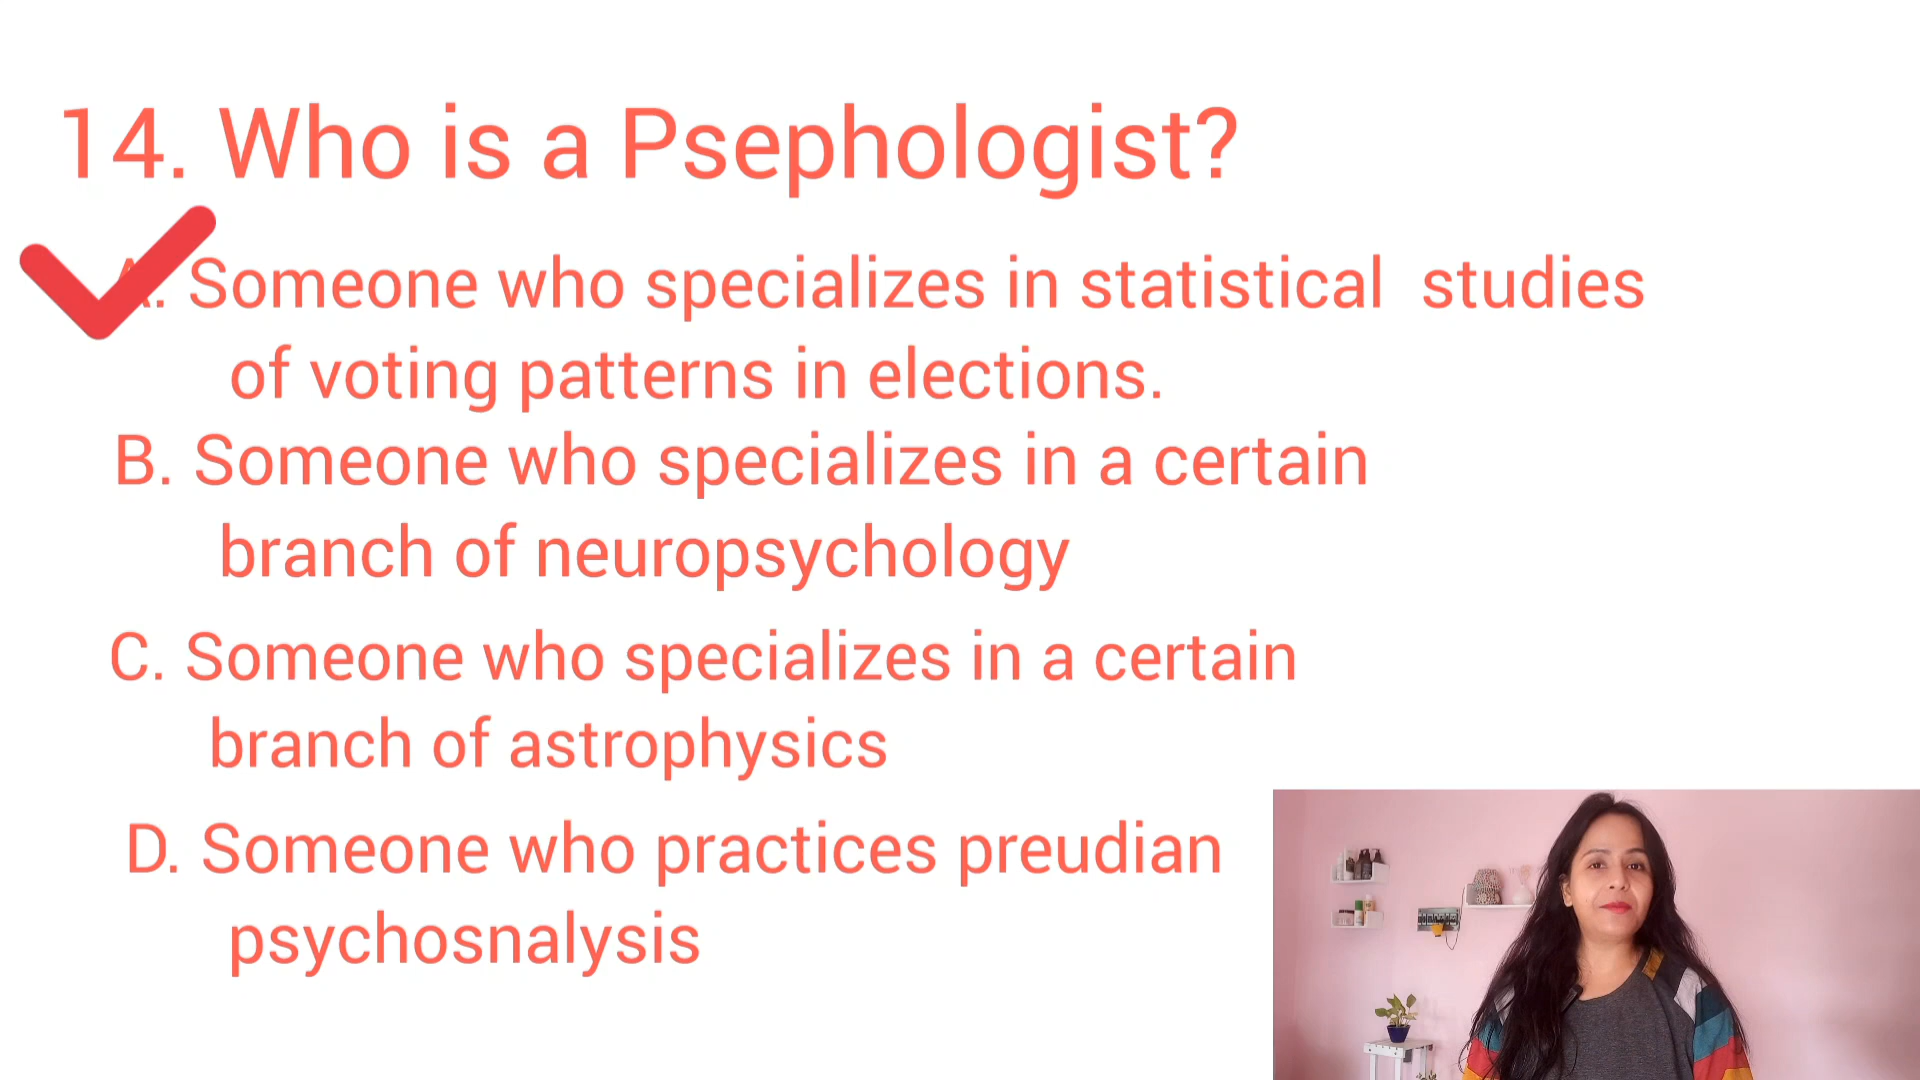 14. Who is a Psephologist?
A. Someone who specializes in statistical studies
of voting patterns in elections.
B. Someone who specializes in a certain
branch of neuropsychology
C. Someone who specializes in a certain
branch of astrophysics
D. Someone who practices preudian
psychosnalysis